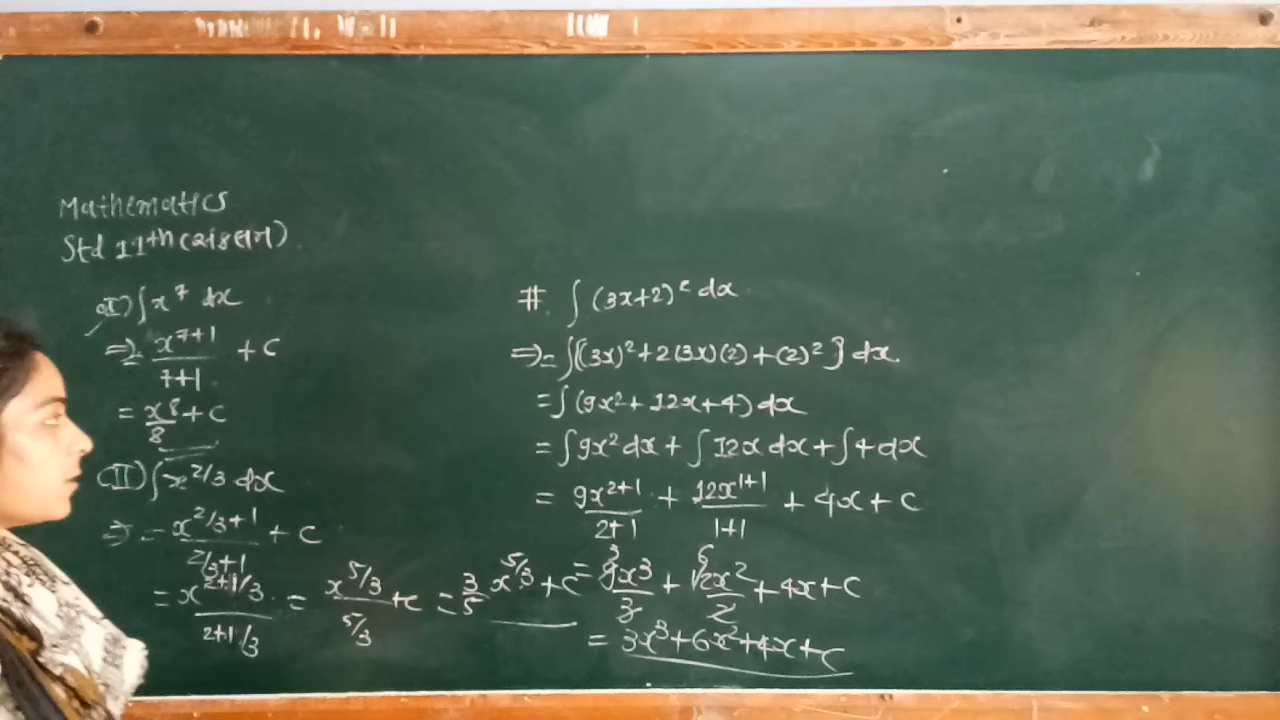 Mathematics
Std 11th
(I) ∫ x⁷ dx
⇒ = x⁷⁺¹/7+1 + C
= x⁸/8 + C
(II) ∫ x^2/3 dx
⇒ = x^2/3+1 / 2/3+1 + C
= x^2+1/3 / 2+1/3 = x^5/3 / 5/3 + c = 3/5 x^5/3 + C
#. ∫ (3x+2)² dx
⇒ = ∫[(3x)² + 2(3x)(2) + (2)²] dx.
= ∫ (9x² + 12x + 4) dx
= ∫ 9x² dx + ∫ 12x dx + ∫ 4 dx
= 9x²⁺¹/2+1 + 12x¹⁺¹/1+1 + 4x + C
= 9x³/3 + 12x²/2 + 4x + C
= 3x³ + 6x² + 4x + C